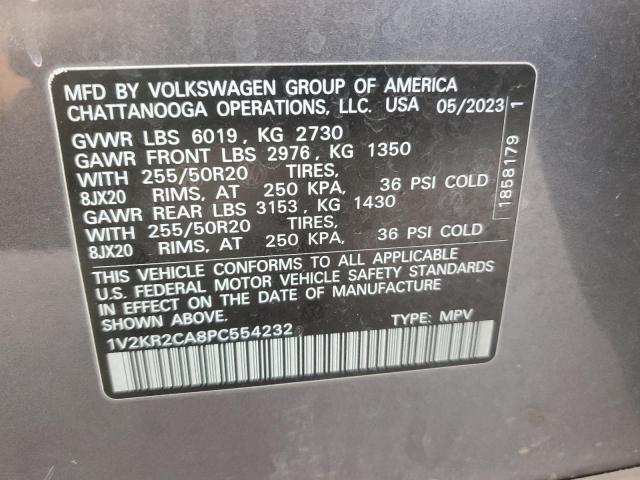 MFD BY VOLKSWAGEN GROUP OF AMERICA
CHATTANOOGA OPERATIONS, LLC. USA 05/2023
GVWR LBS 6019, KG 2730
GAWR FRONT LBS 2976, KG 1350
WITH 255/50R20 TIRES,
8JX20 RIMS, AT 250 KPA, 36 PSI COLD
GAWR REAR LBS 3153, KG 1430
WITH 255/50R20 TIRES,
8JX20 RIMS, AT 250 KPA, 36 PSI COLD
THIS VEHICLE CONFORMS TO ALL APPLICABLE
U.S. FEDERAL MOTOR VEHICLE SAFETY STANDARDS
IN EFFECT ON THE DATE OF MANUFACTURE
SHOWN ABOVE.
1V2KR2CA8PC554232 TYPE: MPV
1858179 1